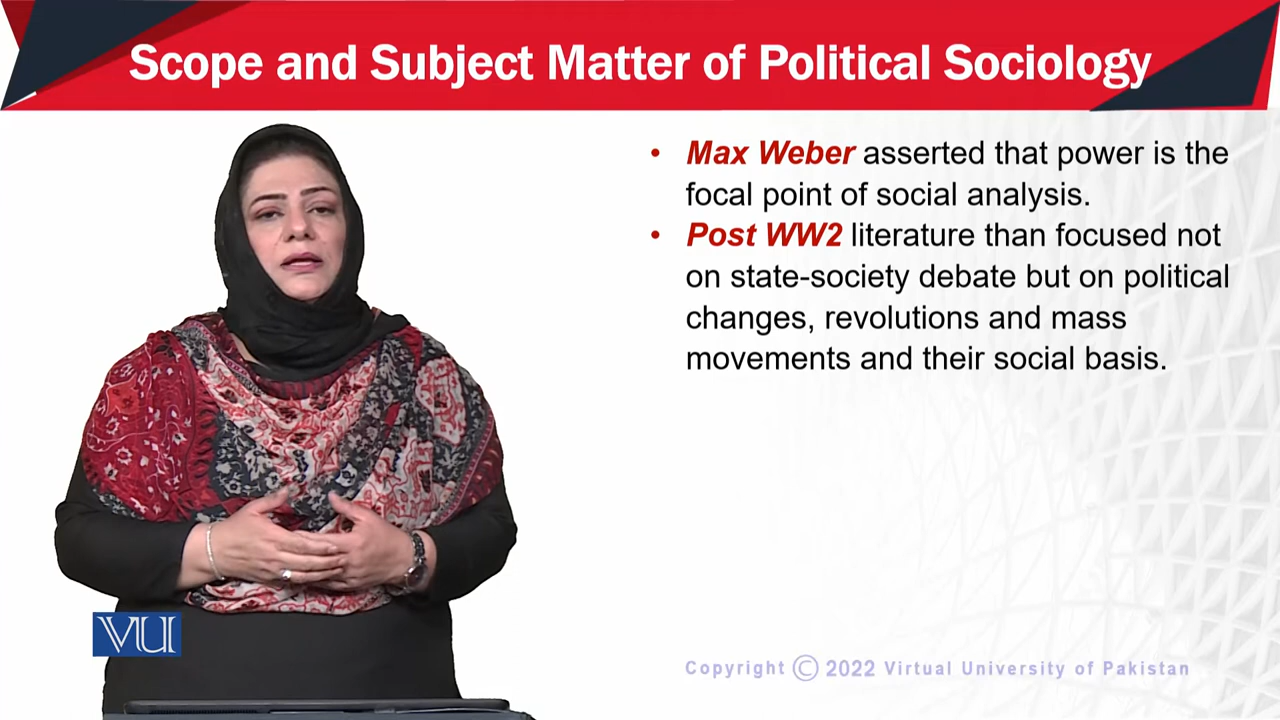 Scope and Subject Matter of Political Sociology
• Max Weber asserted that power is the
focal point of social analysis.
• Post WW2 literature than focused not
on state-society debate but on political
changes, revolutions and mass
movements and their social basis.
VU
Copyright © 2022 Virtual University of Pakistan